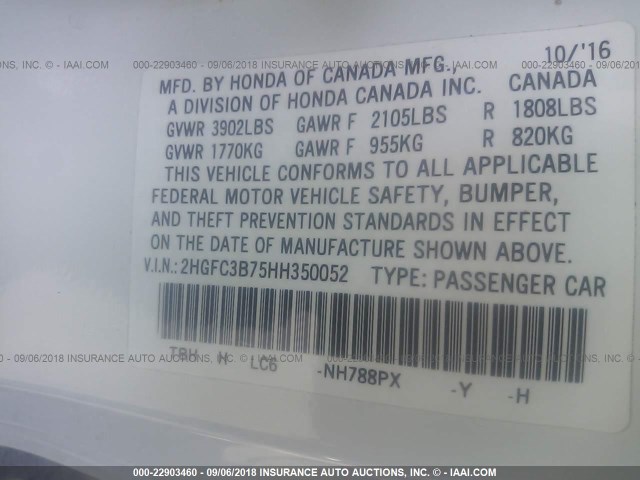 000-22903460 - 09/06/2018 INSURANCE AUTO AUCTIONS, INC. - IAAI.COM
10/'16
MFD. BY HONDA OF CANADA MFG., CANADA
A DIVISION OF HONDA CANADA INC.
GVWR 3902LBS GAWR F 2105LBS R 1808LBS
GVWR 1770KG GAWR F 955KG R 820KG
THIS VEHICLE CONFORMS TO ALL APPLICABLE
FEDERAL MOTOR VEHICLE SAFETY, BUMPER,
AND THEFT PREVENTION STANDARDS IN EFFECT
ON THE DATE OF MANUFACTURE SHOWN ABOVE.
V.I.N.: 2HGFC3B75HH350052 TYPE: PASSENGER CAR
TBH H LC6 -NH788PX -Y -H
000-22903460 - 09/06/2018 INSURANCE AUTO AUCTIONS, INC. - IAAI.COM